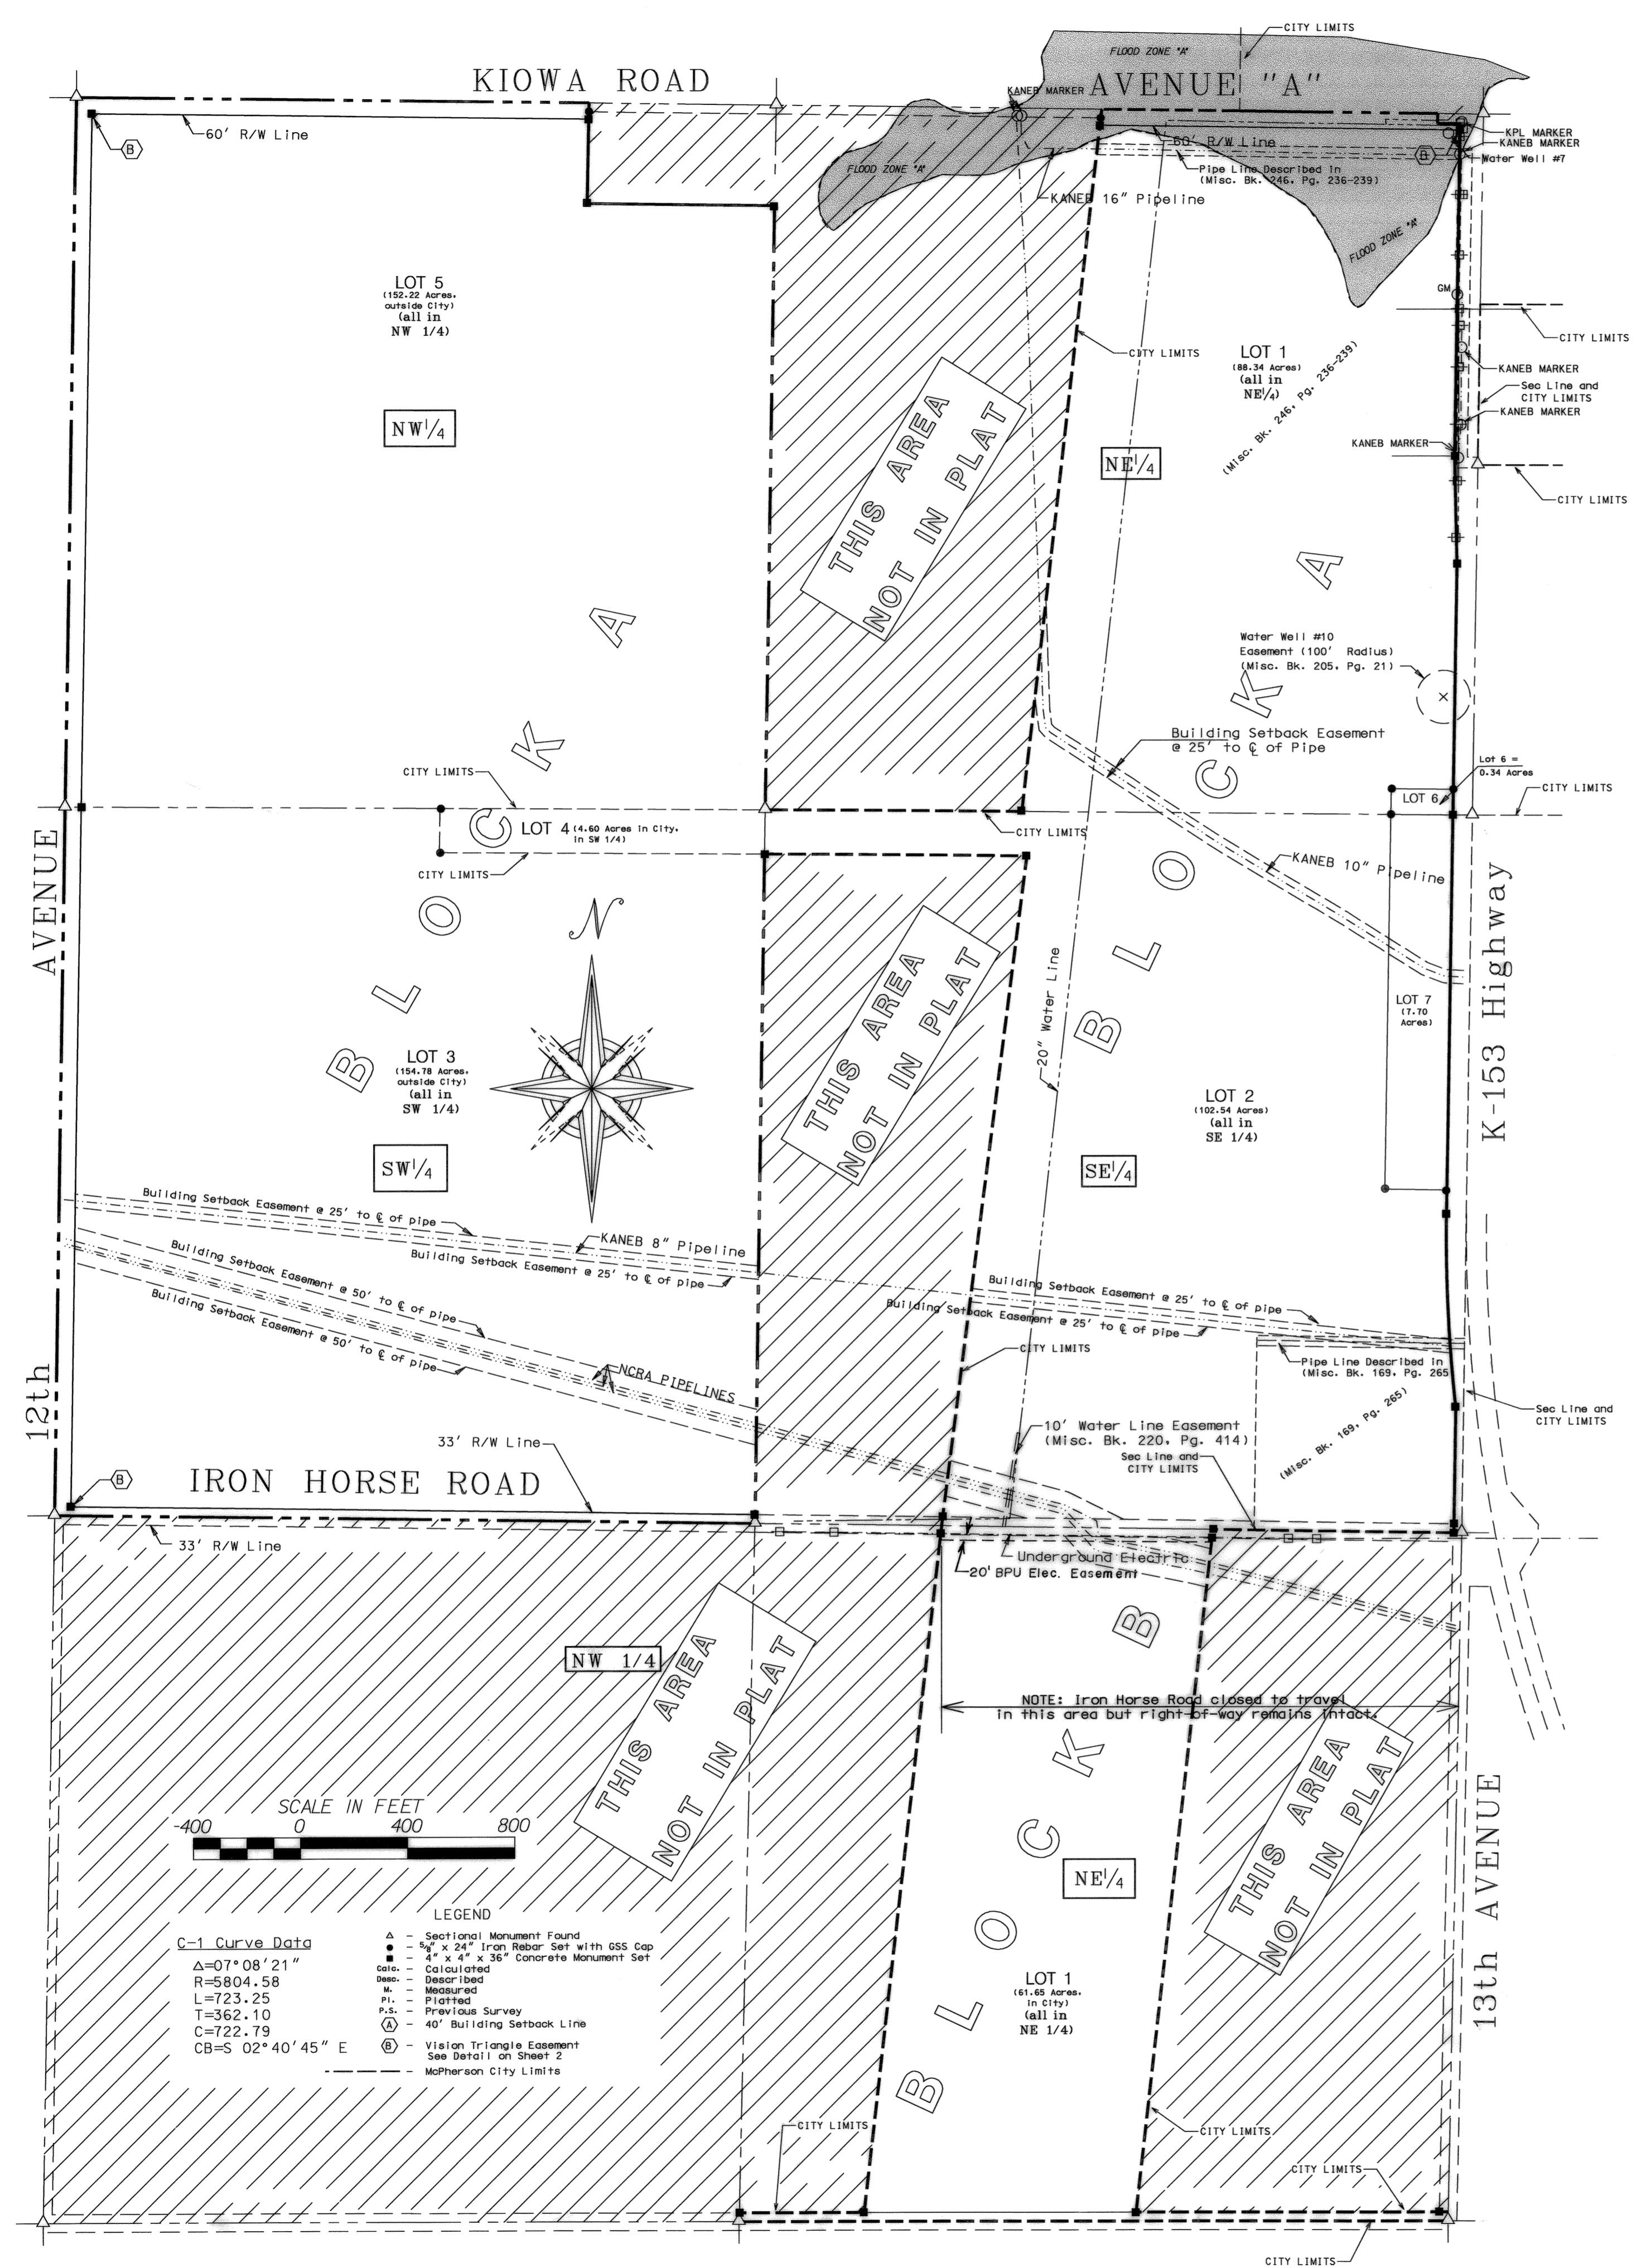 CITY LIMITS
FLOOD ZONE "A"
KIOWA ROAD
AVENUE "A"
KANEB MARKER
60' R/W Line
B
60' R/W Line
KPL MARKER
KANEB MARKER
Water Well #7
B
Pipe Line Described in
(Misc. Bk. 246, Pg. 236-239)
FLOOD ZONE "A"
KANEB 16" Pipeline
FLOOD ZONE "A"
LOT 5
(152.22 Acres,
outside City)
(all in
NW 1/4)
GM
CITY LIMITS
CITY LIMITS
LOT 1
(88.34 Acres)
(all in
NE1/4)
(Misc. Bk. 246, Pg. 236-239)
KANEB MARKER
Sec Line and
CITY LIMITS
KANEB MARKER
KANEB MARKER
NW1/4
NE1/4
THIS AREA
NOT IN PLAT
CITY LIMITS
BLOCK A
BLOCK A
Water Well #10
Easement (100' Radius)
(Misc. Bk. 205, Pg. 21)
Building Setback Easement
@ 25' to ℄ of Pipe
Lot 6 =
0.34 Acres
LOT 6
CITY LIMITS
CITY LIMITS
LOT 4 (4.60 Acres in City,
in SW 1/4)
CITY LIMITS
CITY LIMITS
KANEB 10" Pipeline
AVENUE
N
THIS AREA
NOT IN PLAT
20" Water Line
K-153 Highway
LOT 7
(7.70
Acres)
LOT 3
(154.78 Acres,
outside City)
(all in
SW 1/4)
LOT 2
(102.54 Acres)
(all in
SE 1/4)
SW1/4
SE1/4
Building Setback Easement @ 25' to ℄ of pipe
KANEB 8" Pipeline
Building Setback Easement @ 25' to ℄ of pipe
Building Setback Easement @ 50' to ℄ of pipe
Building Setback Easement @ 50' to ℄ of pipe
Building Setback Easement @ 25' to ℄ of pipe
Building Setback Easement @ 25' to ℄ of pipe
CITY LIMITS
NCRA PIPELINES
Pipe Line Described in
(Misc. Bk. 169, Pg. 265
(Misc. Bk. 169, Pg. 265)
Sec Line and
CITY LIMITS
12th
10' Water Line Easement
(Misc. Bk. 220, Pg. 414)
Sec Line and
CITY LIMITS
33' R/W Line
B
IRON HORSE ROAD
33' R/W Line
Underground Electric
20' BPU Elec. Easement
BLOCK B
NW 1/4
THIS AREA
NOT IN PLAT
NOTE: Iron Horse Road closed to travel
in this area but right-of-way remains intact.
THIS AREA
NOT IN PLAT
13th AVENUE
SCALE IN FEET
-400 0 400 800
NE1/4
C-1 Curve Data
Δ=07°08'21"
R=5804.58
L=723.25
T=362.10
C=722.79
CB=S 02°40'45" E
LEGEND
△ - Sectional Monument Found
● - 5/8" x 24" Iron Rebar Set with GSS Cap
■ - 4" x 4" x 36" Concrete Monument Set
Calc. - Calculated
Desc. - Described
M. - Measured
Pl. - Platted
P.S. - Previous Survey
A - 40' Building Setback Line
B - Vision Triangle Easement
See Detail on Sheet 2
- McPherson City Limits
LOT 1
(61.65 Acres,
in City)
(all in
NE 1/4)
CITY LIMITS
CITY LIMITS
CITY LIMITS
CITY LIMITS